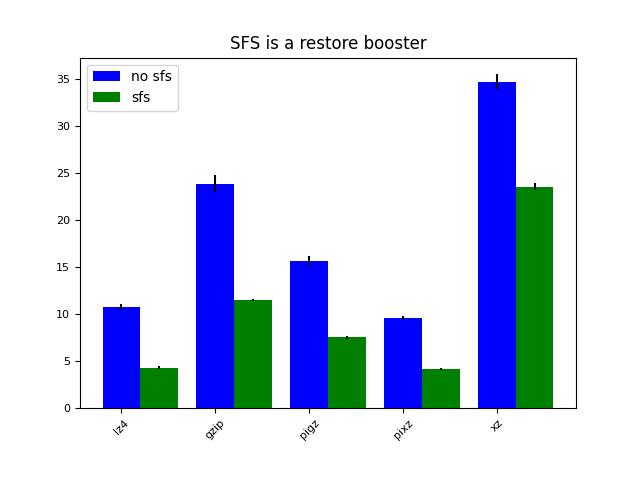 SFS is a restore booster
no sfs
sfs
35
30
25
20
15
10
5
0
lz4
gzip
pigz
pixz
xz